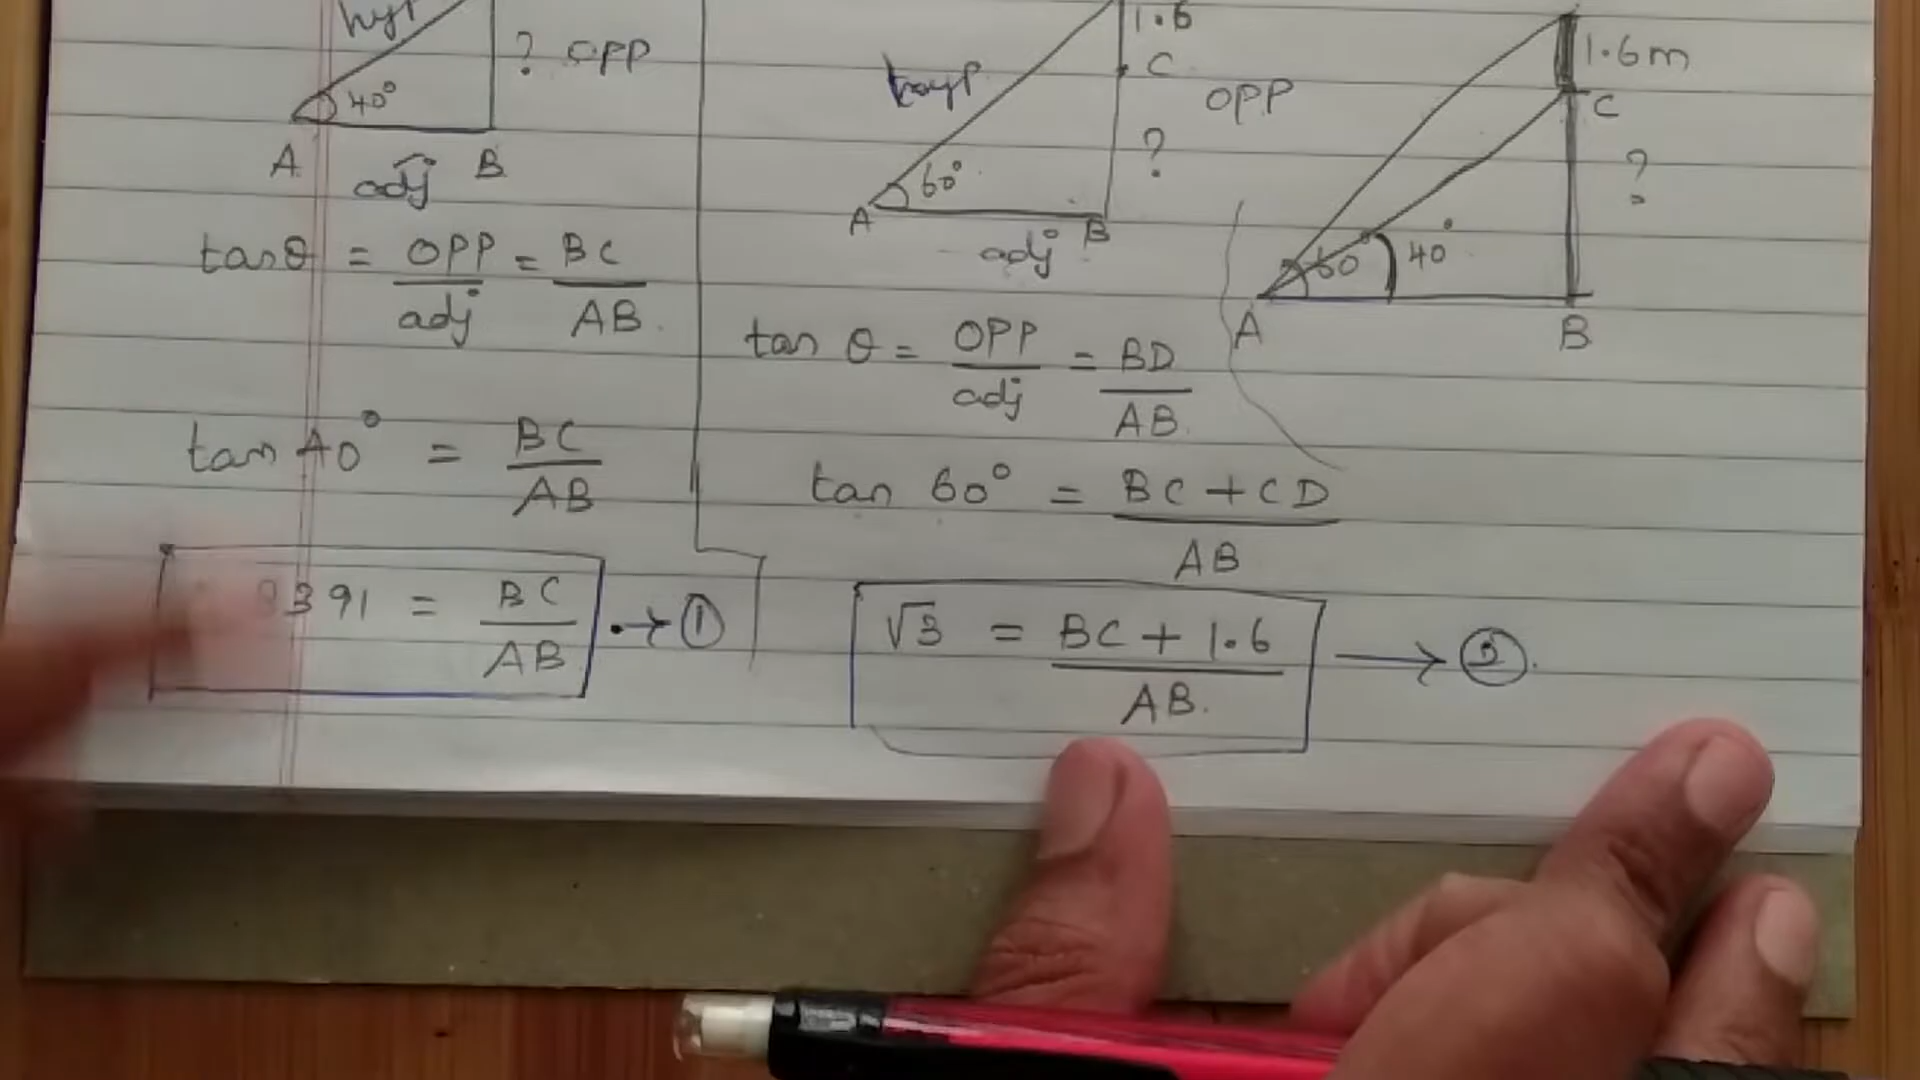 hyp
? OPP
40°
A B
adj
tanθ = OPP/adj = BC/AB.
tan 40° = BC/AB
8391 = BC/AB → ①
1.6
C
hyp
OPP
?
60°
A B
adj
tan θ = OPP/adj = BD/AB.
tan 60° = BC + CD/AB
√3 = BC + 1.6/AB. → ②.
1.6m
C
?
60 40°
A B